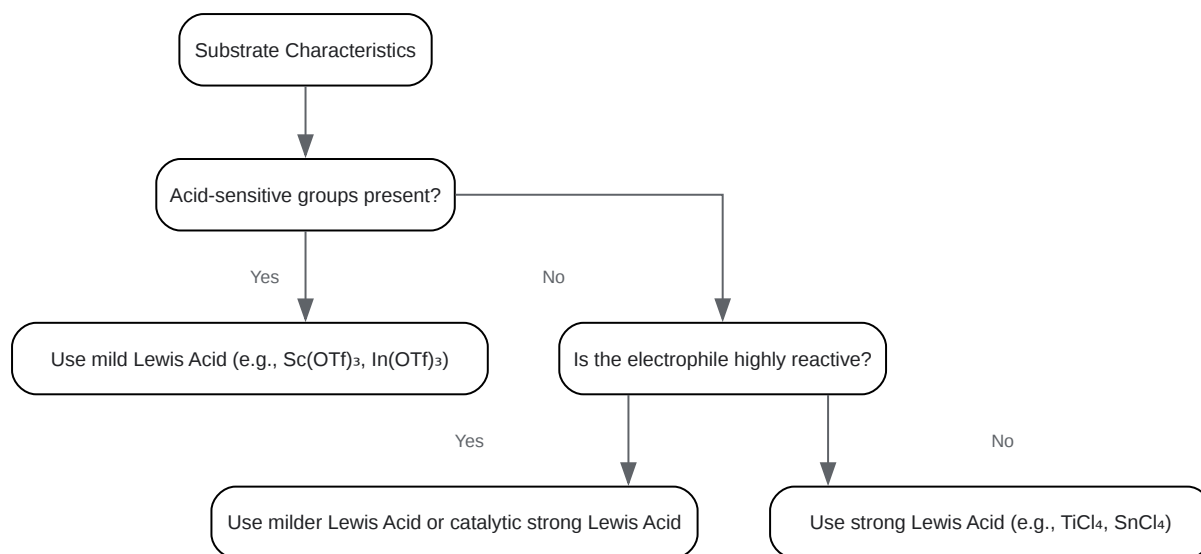 Substrate Characteristics
Acid-sensitive groups present?
Yes
No
Use mild Lewis Acid (e.g., Sc(OTf)₃, In(OTf)₃)
Is the electrophile highly reactive?
Yes
No
Use milder Lewis Acid or catalytic strong Lewis Acid
Use strong Lewis Acid (e.g., TiCl₄, SnCl₄)